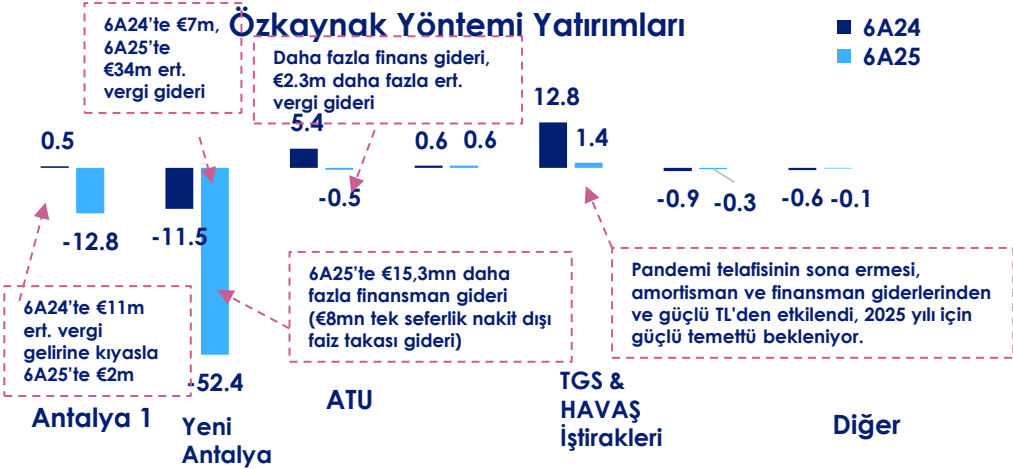 Özkaynak Yöntemi Yatırımları
6A24
6A25
6A24'te €7m,
6A25'te
€34m ert.
vergi gideri
Daha fazla finans gideri,
€2.3m daha fazla ert.
vergi gideri
0.5
-12.8
-11.5
-52.4
5.4
-0.5
0.6
0.6
12.8
1.4
-0.9
-0.3
-0.6
-0.1
6A24'te €11m
ert. vergi
gelirine kıyasla
6A25'te €2m
6A25'te €15,3mn daha
fazla finansman gideri
(€8mn tek seferlik nakit dışı
faiz takası gideri)
Pandemi telafisinin sona ermesi,
amortisman ve finansman giderlerinden
ve güçlü TL'den etkilendi, 2025 yılı için
güçlü temettü bekleniyor.
Antalya 1
Yeni
Antalya
ATU
TGS &
HAVAŞ
İştirakleri
Diğer